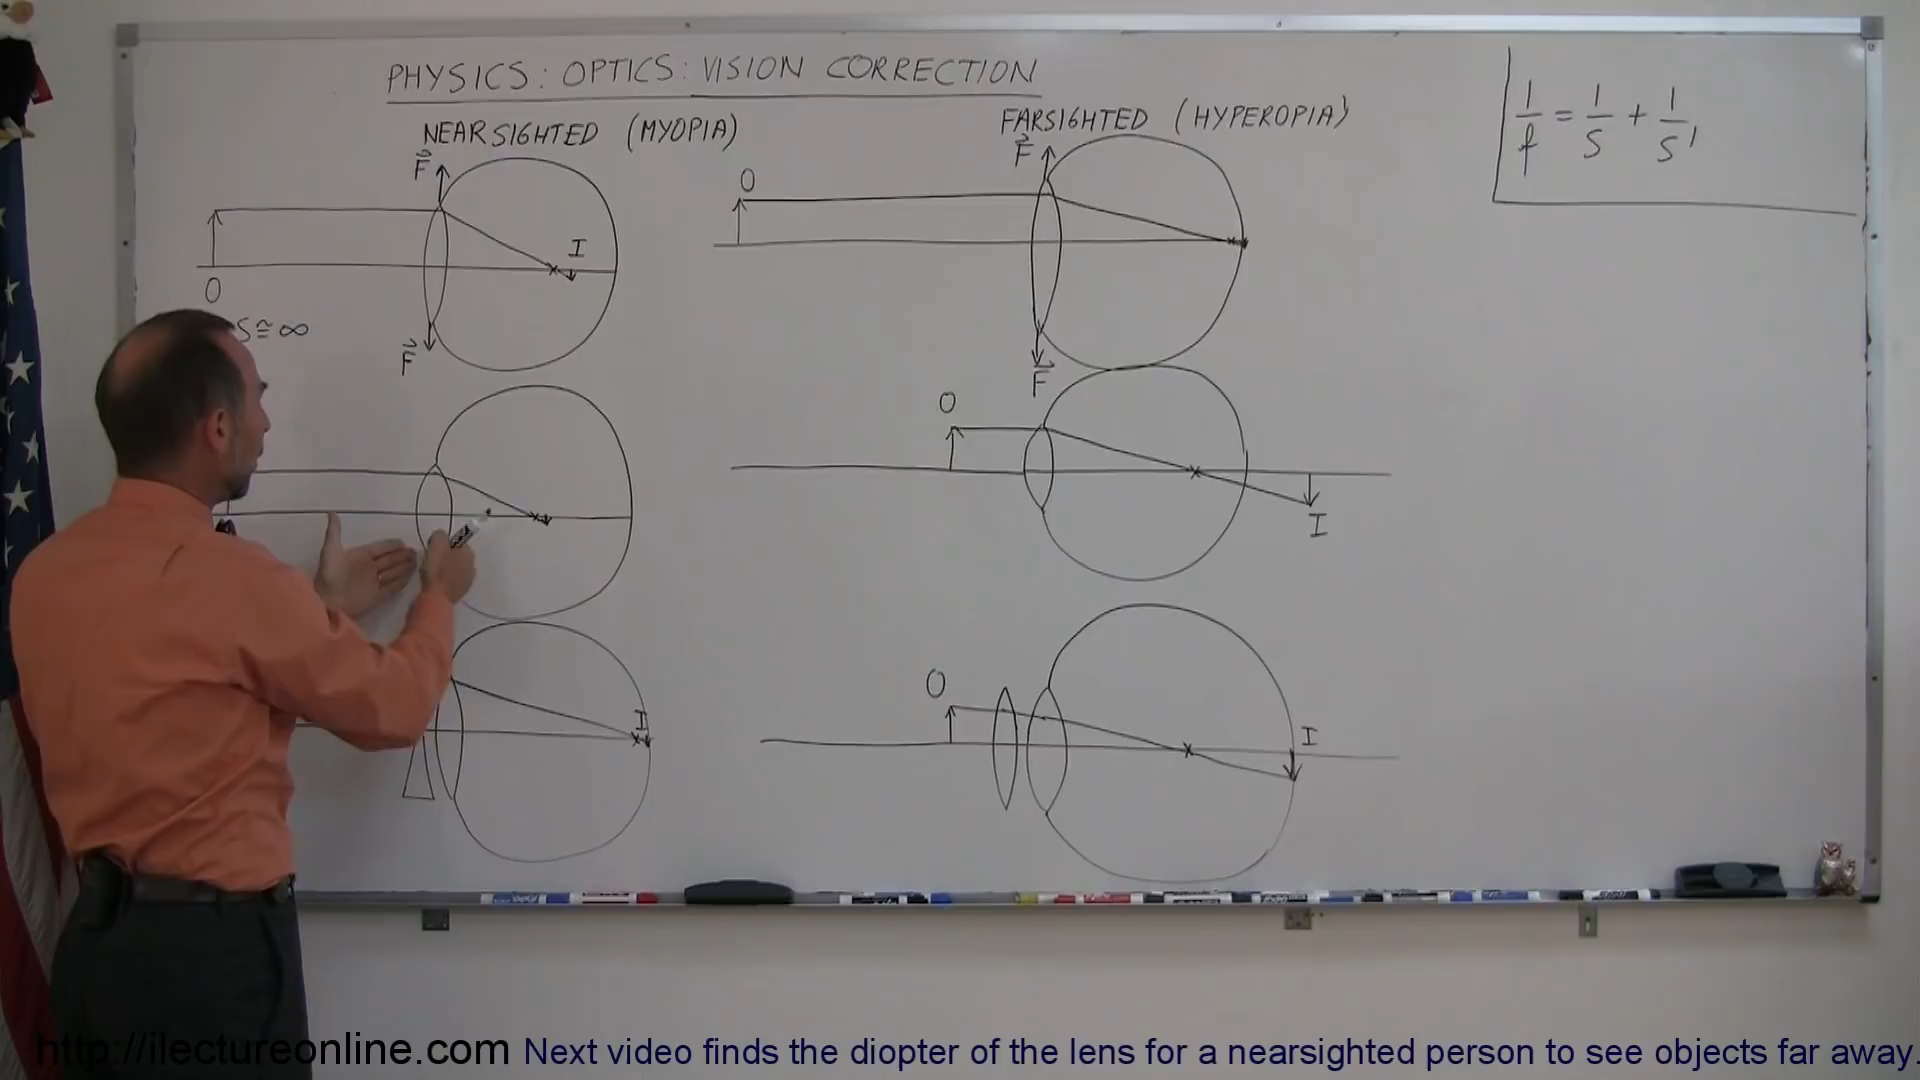 PHYSICS: OPTICS: VISION CORRECTION
NEARSIGHTED (MYOPIA)
FARSIGHTED (HYPEROPIA)
1/f = 1/S + 1/S'
F
F
O
O
I
O
S ≅ ∞
F
F
O
I
I
O
I
http://ilectureonline.com Next video finds the diopter of the lens for a nearsighted person to see objects far away.